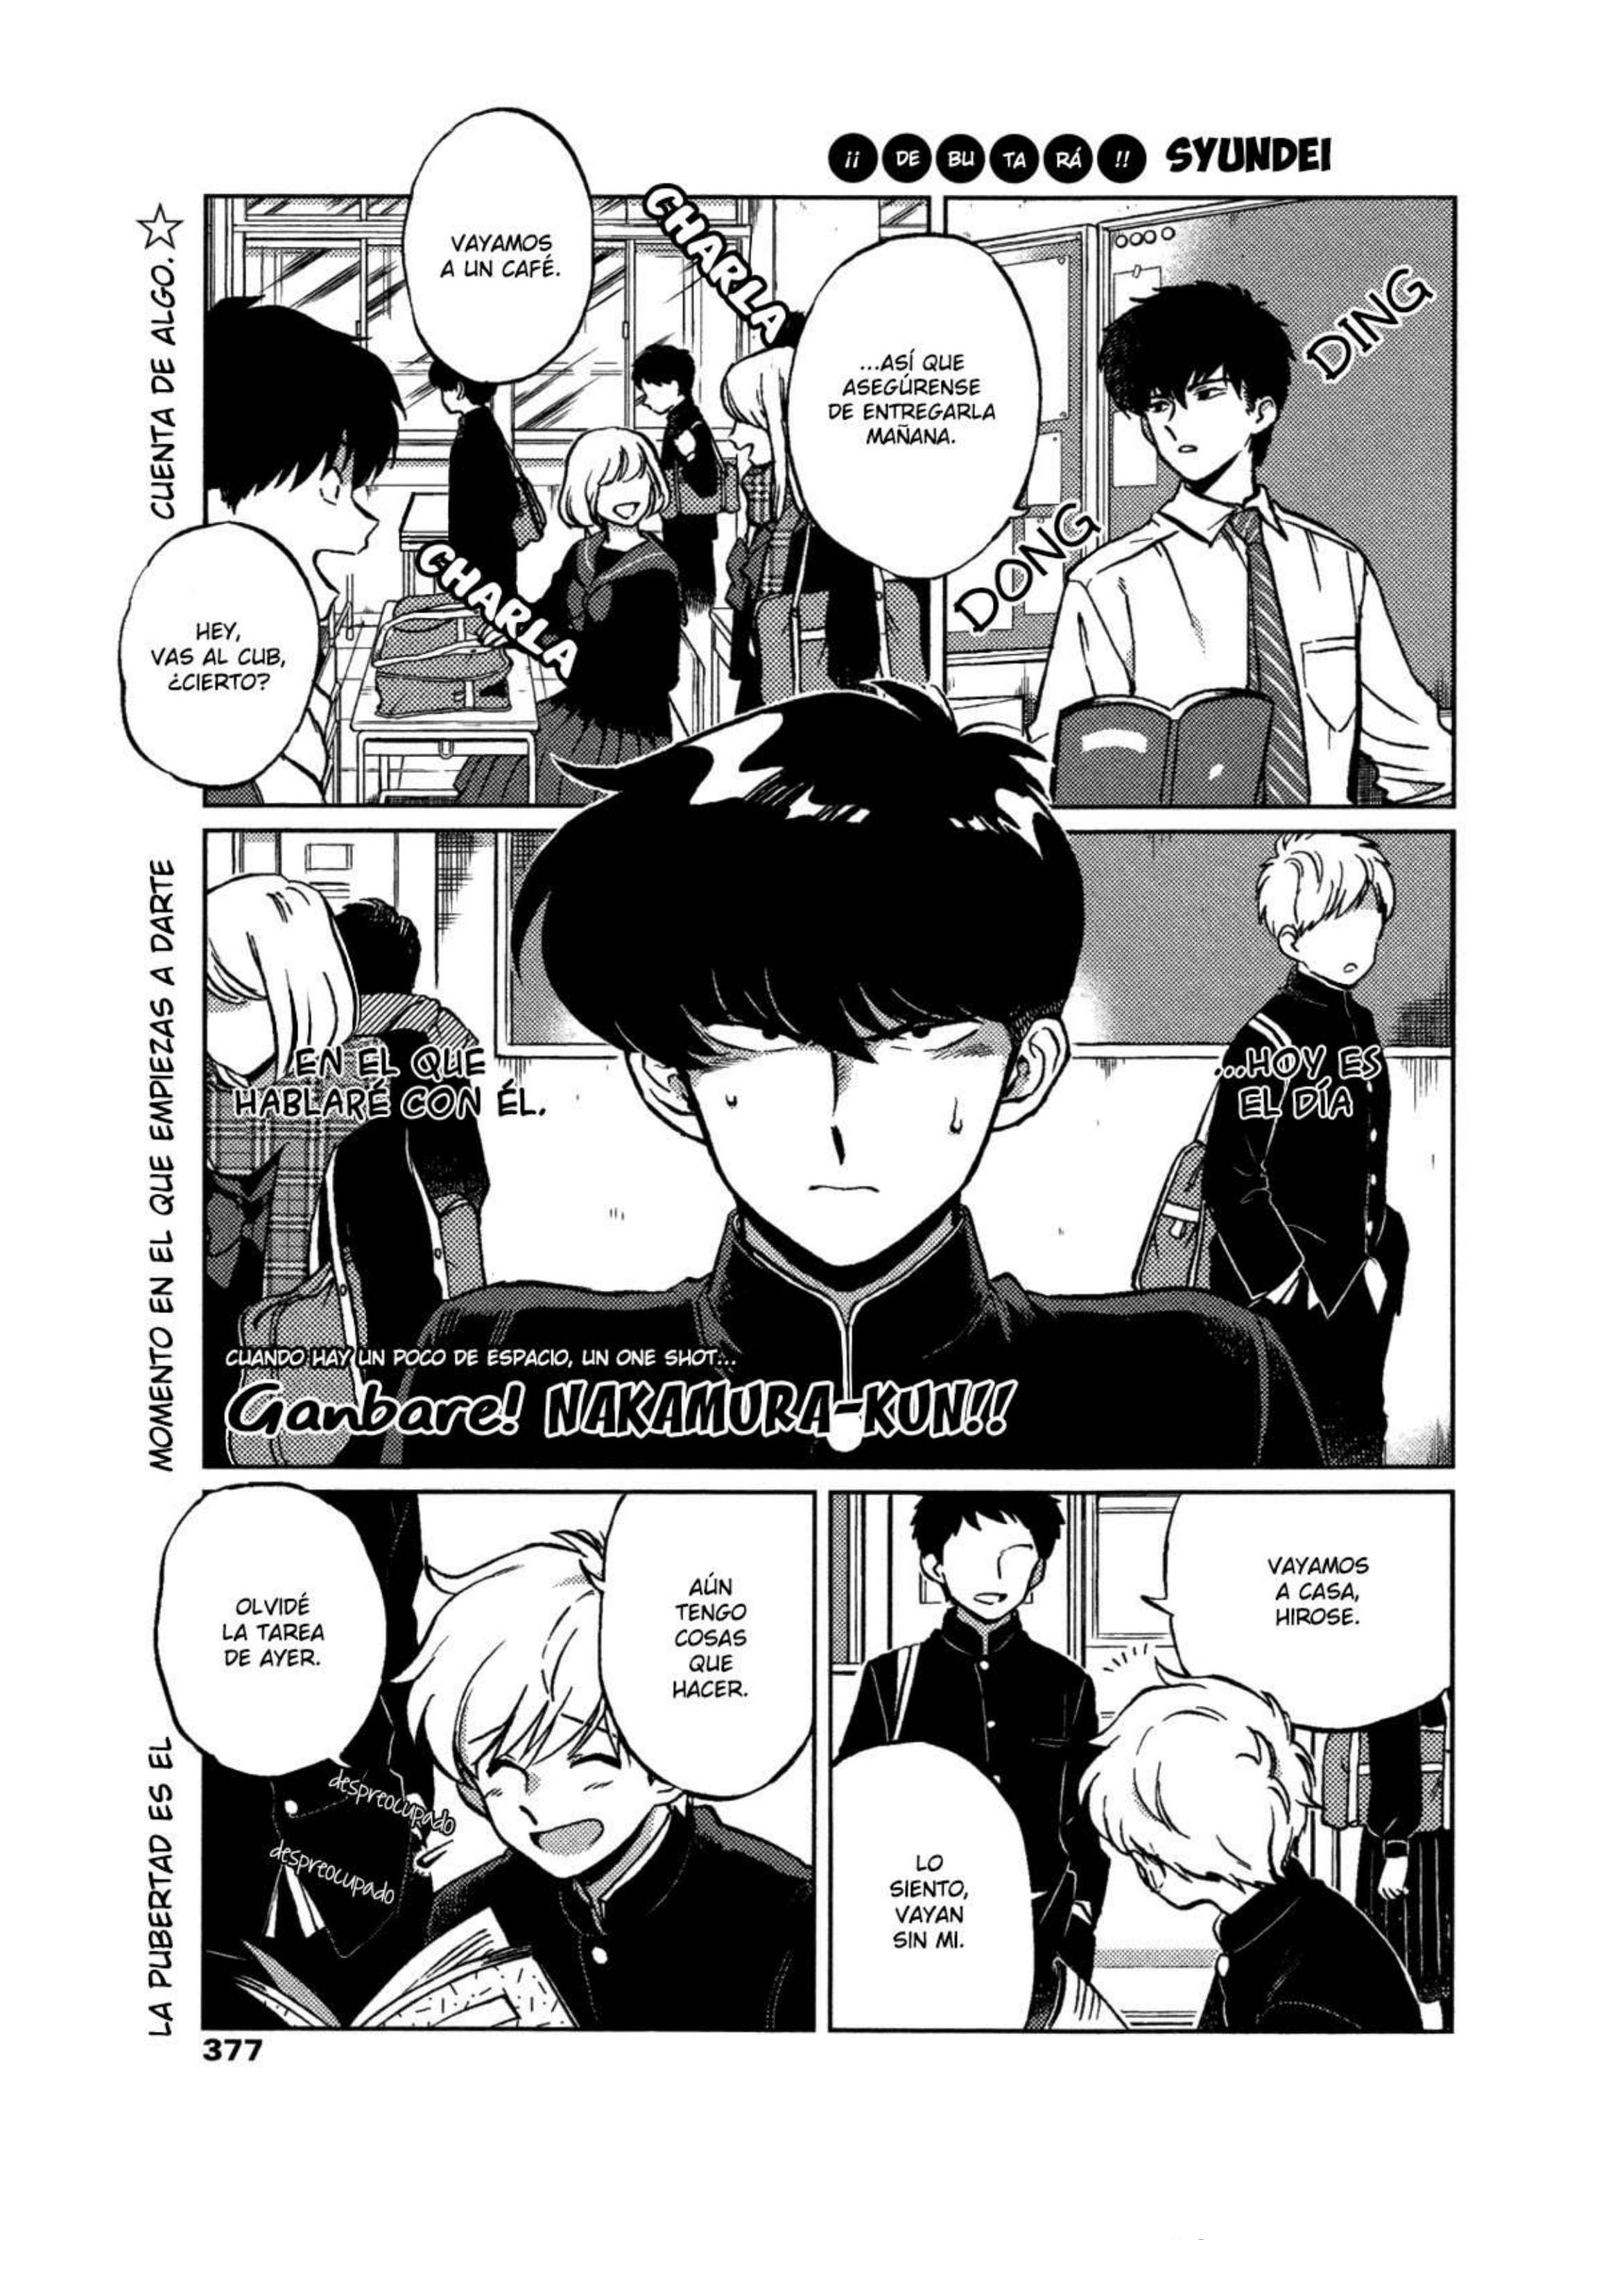 ¡¡ DE BU TA RÁ !! SYUNDEI
DING
DONG
...ASÍ QUE
ASEGÚRENSE
DE ENTREGARLA
MAÑANA.
CHARLA
VAYAMOS
A UN CAFÉ.
CHARLA
HEY,
VAS AL CUB,
¿CIERTO?
...HOY ES
EL DÍA
EN EL QUE
HABLARÉ CON ÉL.
CUANDO HAY UN POCO DE ESPACIO, UN ONE SHOT...
Ganbare! NAKAMURA-KUN!!
VAYAMOS
A CASA,
HIROSE.
LO
SIENTO,
VAYAN
SIN MI.
AÚN
TENGO
COSAS
QUE
HACER.
OLVIDÉ
LA TAREA
DE AYER.
despreocupado
despreocupado
LA PUBERTAD ES EL MOMENTO EN EL QUE EMPIEZAS A DARTE CUENTA DE ALGO. ☆
377